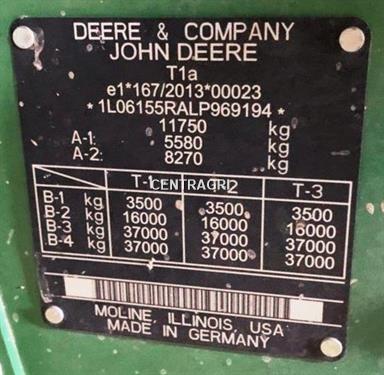 DEERE & COMPANY
JOHN DEERE
T1a
e1*167/2013*00023
*1L06155RALP969194*
11750 kg
A-1: 5580 kg
A-2: 8270 kg
T-1 CENTRAGRI 2 T-3
B-1 kg 3500 3500 3500
B-2 kg 16000 16000 16000
B-3 kg 37000 37000 37000
B-4 kg 37000 37000 37000
MOLINE, ILLINOIS, USA
MADE IN GERMANY